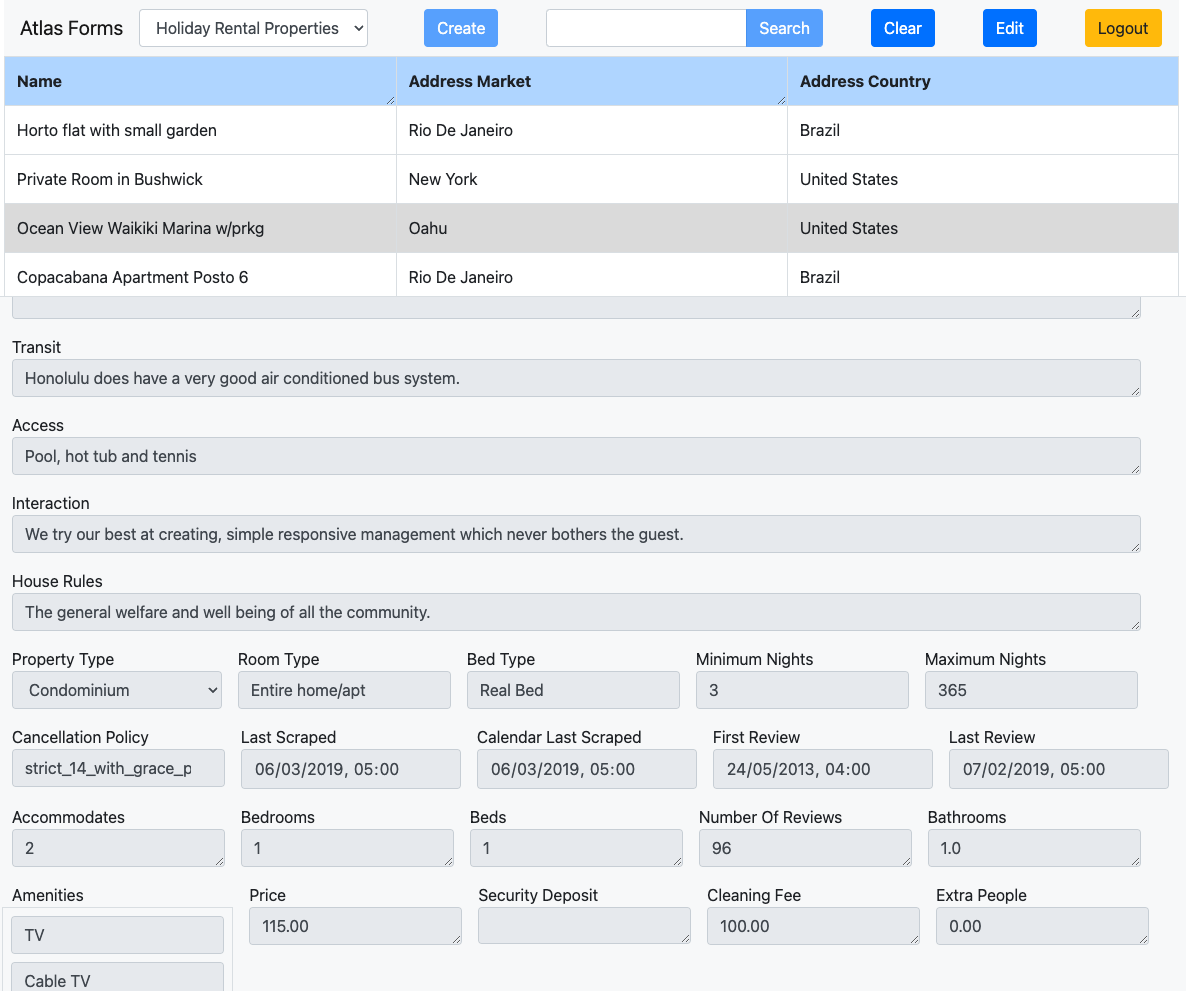 Atlas Forms Holiday Rental Properties Create Search Clear Edit Logout
Name Address Market Address Country
Horto flat with small garden Rio De Janeiro Brazil
Private Room in Bushwick New York United States
Ocean View Waikiki Marina w/prkg Oahu United States
Copacabana Apartment Posto 6 Rio De Janeiro Brazil
Transit
Honolulu does have a very good air conditioned bus system.
Access
Pool, hot tub and tennis
Interaction
We try our best at creating, simple responsive management which never bothers the guest.
House Rules
The general welfare and well being of all the community.
Property Type Room Type Bed Type Minimum Nights Maximum Nights
Condominium Entire home/apt Real Bed 3 365
Cancellation Policy Last Scraped Calendar Last Scraped First Review Last Review
strict_14_with_grace_p 06/03/2019, 05:00 06/03/2019, 05:00 24/05/2013, 04:00 07/02/2019, 05:00
Accommodates Bedrooms Beds Number Of Reviews Bathrooms
2 1 1 96 1.0
Amenities Price Security Deposit Cleaning Fee Extra People
TV 115.00 100.00 0.00
Cable TV